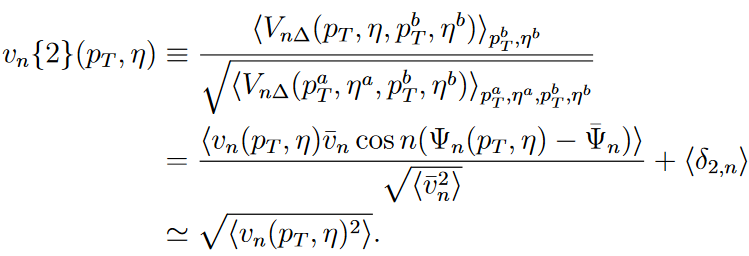 $v_n\{2\}(p_T, \eta) \equiv \frac{\langle V_{n\Delta}(p_T, \eta, p_T^b, \eta^b) \rangle_{p_T^b, \eta^b}}{\sqrt{\langle V_{n\Delta}(p_T^a, \eta^a, p_T^b, \eta^b) \rangle_{p_T^a, \eta^a, p_T^b, \eta^b}}}$
$= \frac{\langle v_n(p_T, \eta) \bar{v}_n \cos n(\Psi_n(p_T, \eta) - \bar{\Psi}_n) \rangle}{\sqrt{\langle \bar{v}_n^2 \rangle}} + \langle \delta_{2,n} \rangle$
$\simeq \sqrt{\langle v_n(p_T, \eta)^2 \rangle}.$